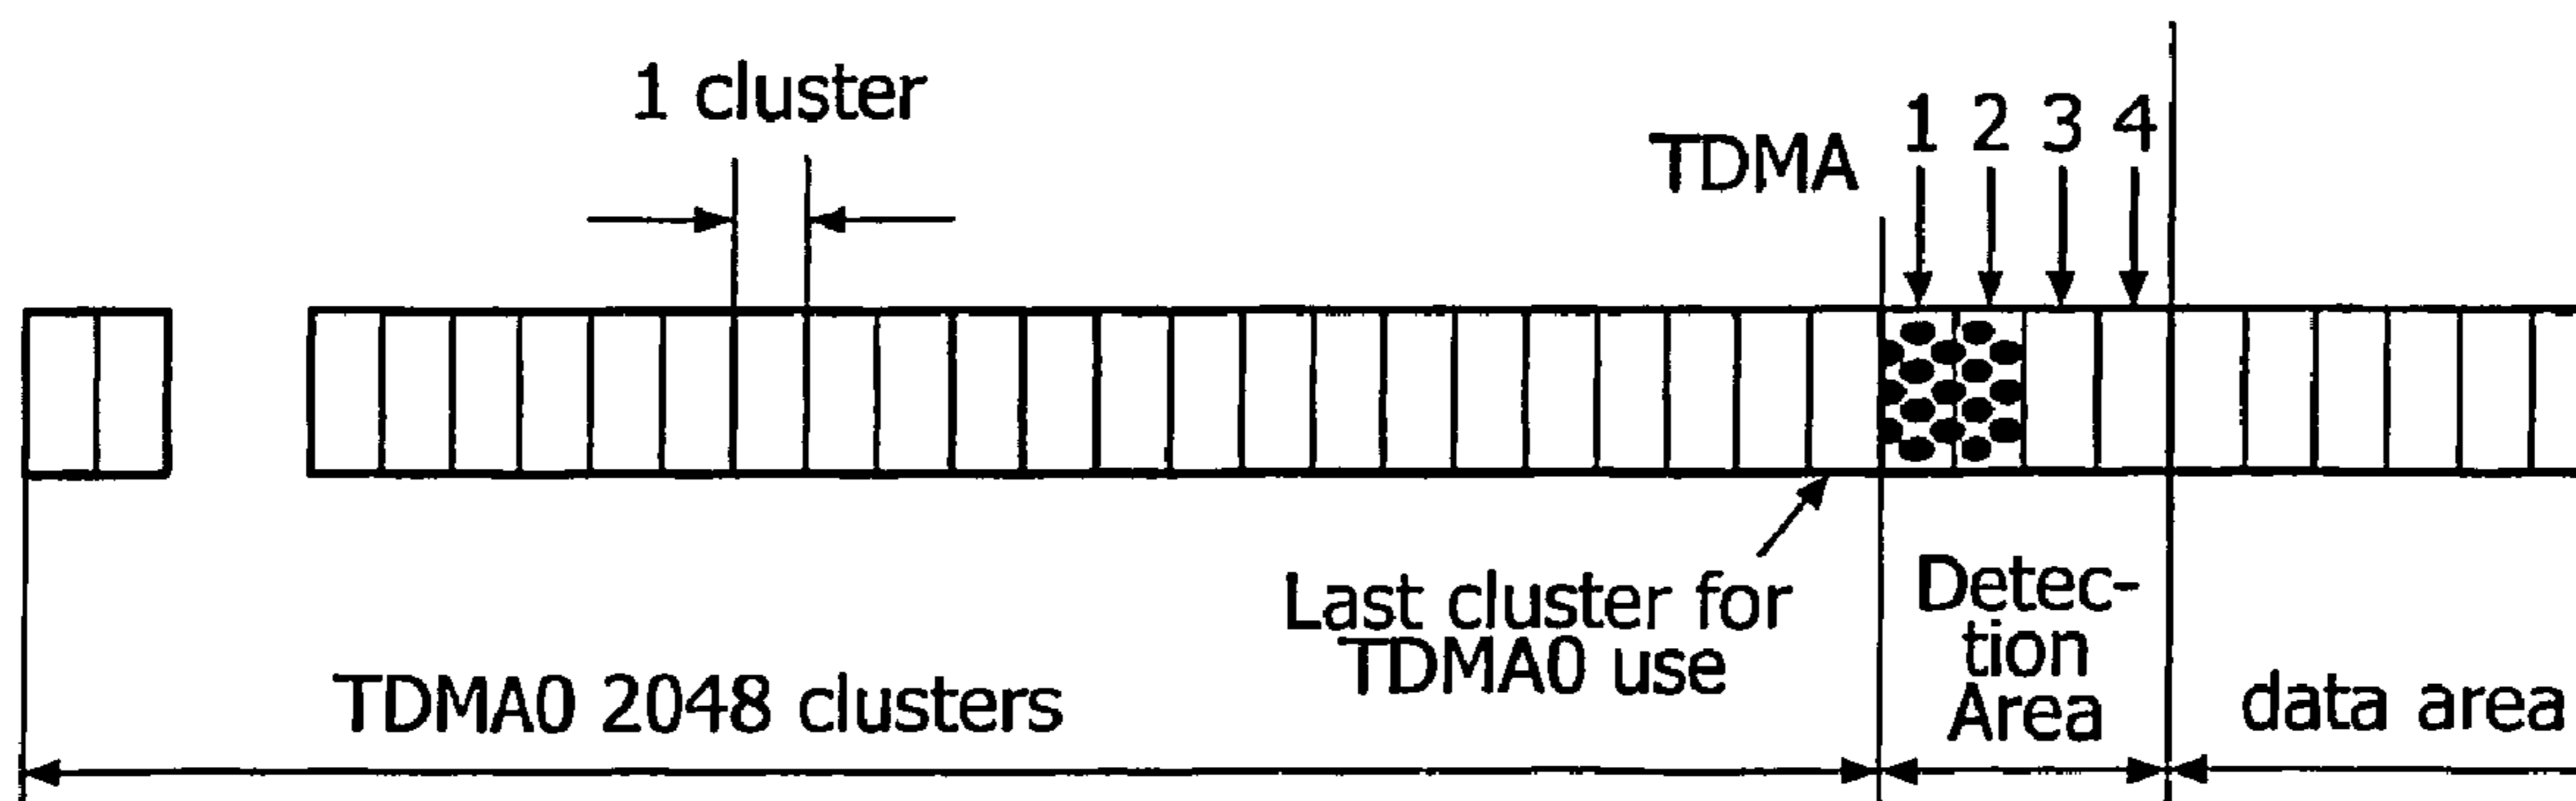 1 cluster
TDMA 1 2 3 4
Last cluster for
TDMA0 use
Detec-
tion
Area
TDMA0 2048 clusters
data area